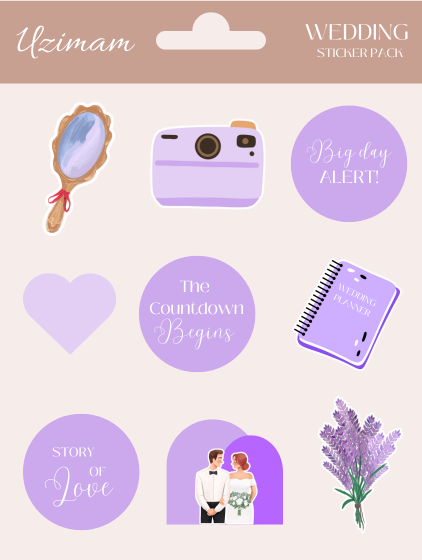 Uzimam
WEDDING
STICKER PACK
Big day
ALERT!
The
Countdown
Begins
WEDDING
PLANNER
STORY
OF
Love